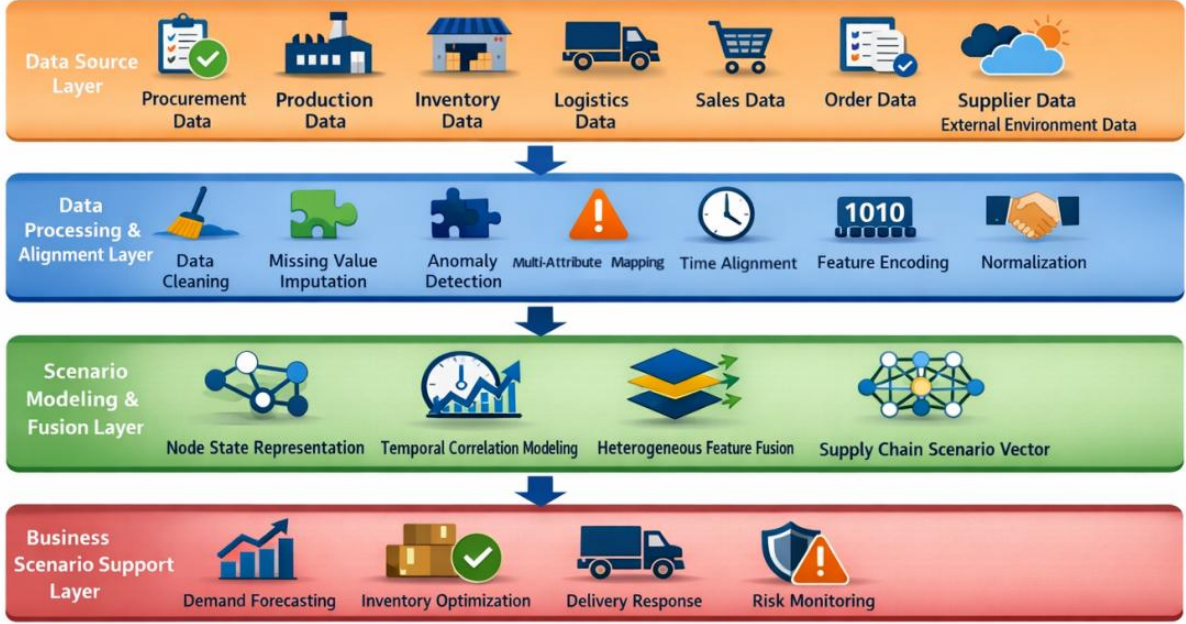 Data Source
Layer
Procurement
Data
Production
Data
Inventory
Data
Logistics
Data
Sales Data
Order Data
Supplier Data
External Environment Data
Data
Processing &
Alignment Layer
Data
Cleaning
Missing Value
Imputation
Anomaly
Detection
Multi-Attribute Mapping
Time Alignment
1010
Feature Encoding
Normalization
Scenario
Modeling &
Fusion Layer
Node State Representation
Temporal Correlation Modeling
Heterogeneous Feature Fusion
Supply Chain Scenario Vector
Business
Scenario Support
Layer
Demand Forecasting
Inventory Optimization
Delivery Response
Risk Monitoring